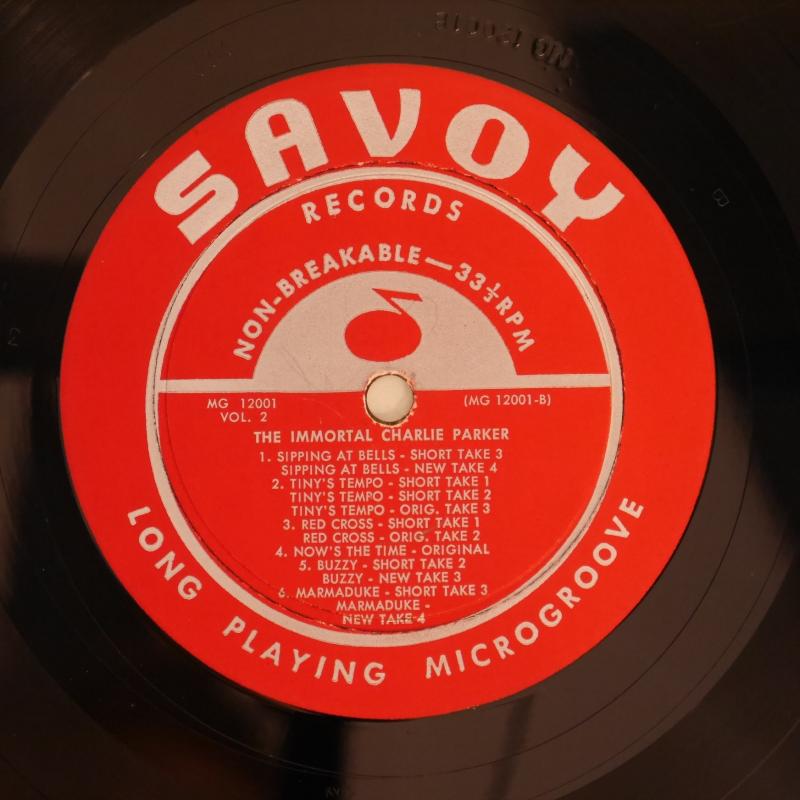 SAVOY
RECORDS
NON-BREAKABLE—33⅓RPM
MG 12001
VOL. 2
(MG 12001-B)
THE IMMORTAL CHARLIE PARKER
1. SIPPING AT BELLS - SHORT TAKE 3
SIPPING AT BELLS - NEW TAKE 4
2. TINY'S TEMPO - SHORT TAKE 1
TINY'S TEMPO - SHORT TAKE 2
TINY'S TEMPO - ORIG. TAKE 3
3. RED CROSS - SHORT TAKE 1
RED CROSS - ORIG. TAKE 2
4. NOW'S THE TIME - ORIGINAL
5. BUZZY - SHORT TAKE 2
BUZZY - NEW TAKE 3
6. MARMADUKE - SHORT TAKE 3
MARMADUKE -
NEW TAKE 4
LONG PLAYING MICROGROOVE